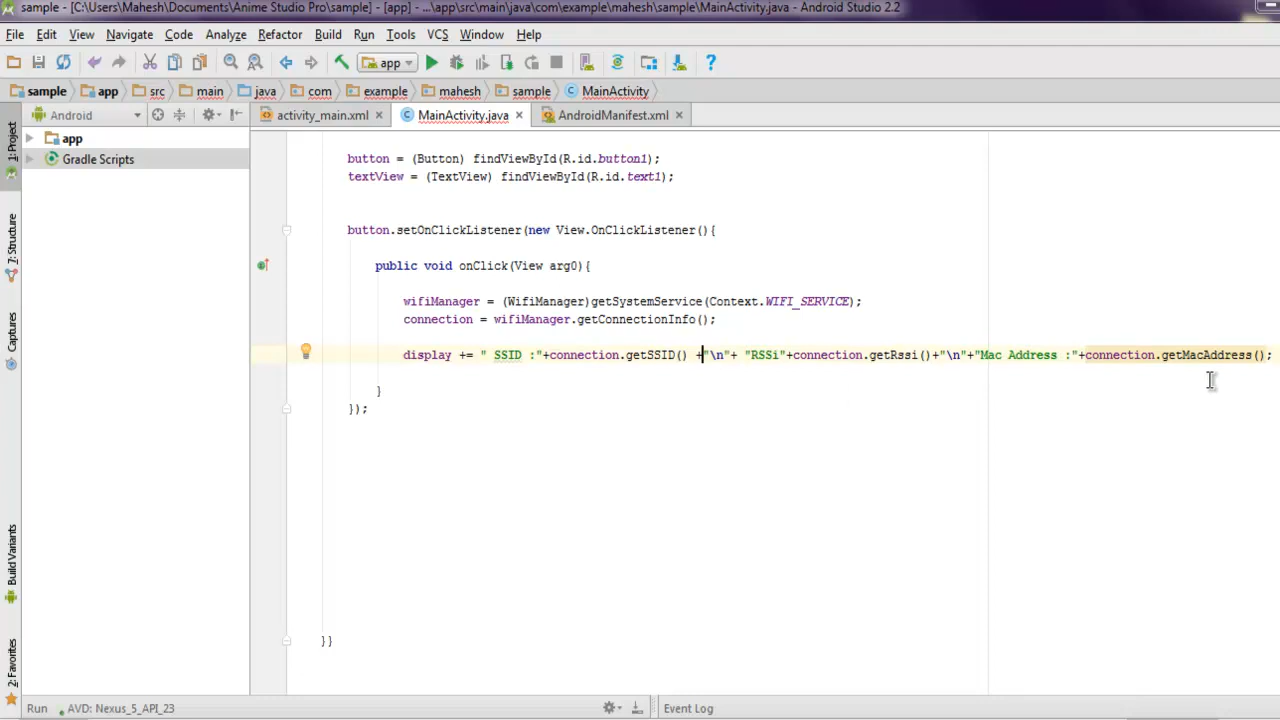 sample - [C:\Users\Mahesh\Documents\Anime Studio Pro\sample] - [app] - ...\app\src\main\java\com\example\mahesh\sample\MainActivity.java - Android Studio 2.2
File Edit View Navigate Code Analyze Refactor Build Run Tools VCS Window Help
app
sample app src main java com example mahesh sample MainActivity
Android activity_main.xml MainActivity.java AndroidManifest.xml
1: Project
7: Structure
Captures
Build Variants
2: Favorites
app
Gradle Scripts
button = (Button) findViewById(R.id.button1);
textView = (TextView) findViewById(R.id.text1);
button.setOnClickListener(new View.OnClickListener(){
public void onClick(View arg0){
wifiManager = (WifiManager)getSystemService(Context.WIFI_SERVICE);
connection = wifiManager.getConnectionInfo();
display += " SSID :"+connection.getSSID() +"\n"+ "RSSi"+connection.getRssi()+"\n"+"Mac Address :"+connection.getMacAddress();
}
});
}}
Run AVD: Nexus_5_API_23 Event Log